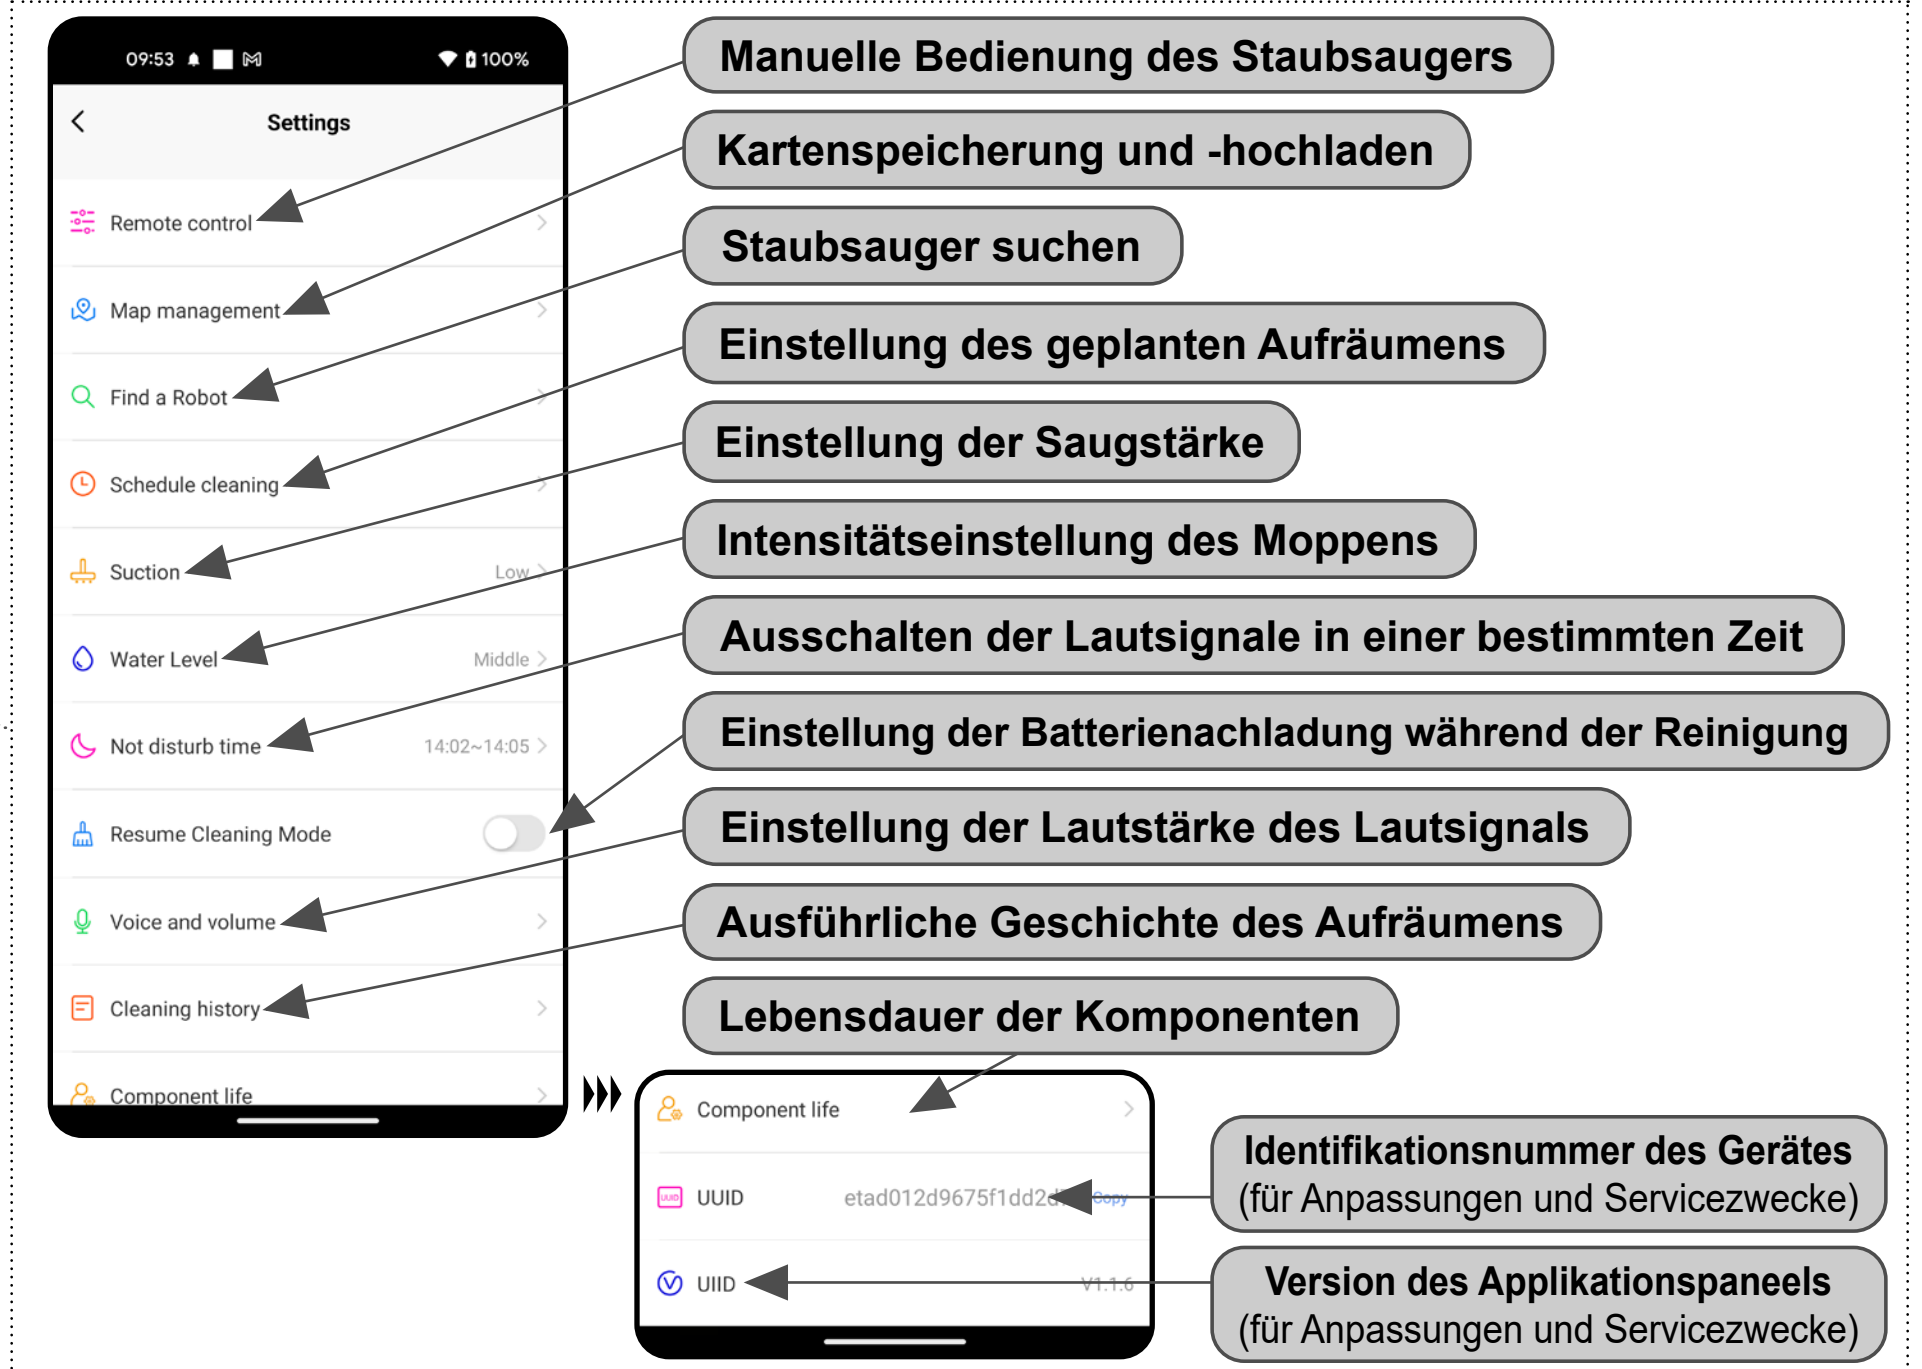 09:53
100%
Settings
Remote control
Map management
Find a Robot
Schedule cleaning
Suction
Low
Water Level
Middle
Not disturb time
14:02~14:05
Resume Cleaning Mode
Voice and volume
Cleaning history
Component life
Manuelle Bedienung des Staubsaugers
Kartenspeicherung und -hochladen
Staubsauger suchen
Einstellung des geplanten Aufräumens
Einstellung der Saugstärke
Intensitätseinstellung des Moppens
Ausschalten der Lautsignale in einer bestimmten Zeit
Einstellung der Batterienachladung während der Reinigung
Einstellung der Lautstärke des Lautsignals
Ausführliche Geschichte des Aufräumens
Lebensdauer der Komponenten
Component life
UUID
UUID
Copy
UIID
V1.1.6
Identifikationsnummer des Gerätes
(für Anpassungen und Servicezwecke)
Version des Applikationspaneels
(für Anpassungen und Servicezwecke)